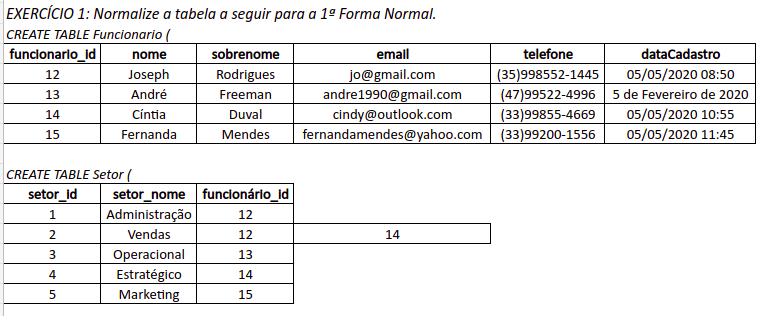 EXERCÍCIO 1: Normalize a tabela a seguir para a 1ª Forma Normal.
CREATE TABLE Funcionario (
funcionario_id nome sobrenome email telefone dataCadastro
12 Joseph Rodrigues jo@gmail.com (35)998552-1445 05/05/2020 08:50
13 André Freeman andre1990@gmail.com (47)99522-4996 5 de Fevereiro de 2020
14 Cíntia Duval cindy@outlook.com (33)99855-4669 05/05/2020 10:55
15 Fernanda Mendes fernandamendes@yahoo.com (33)99200-1556 05/05/2020 11:45
CREATE TABLE Setor (
setor_id setor_nome funcionário_id
1 Administração 12
2 Vendas 12 14
3 Operacional 13
4 Estratégico 14
5 Marketing 15